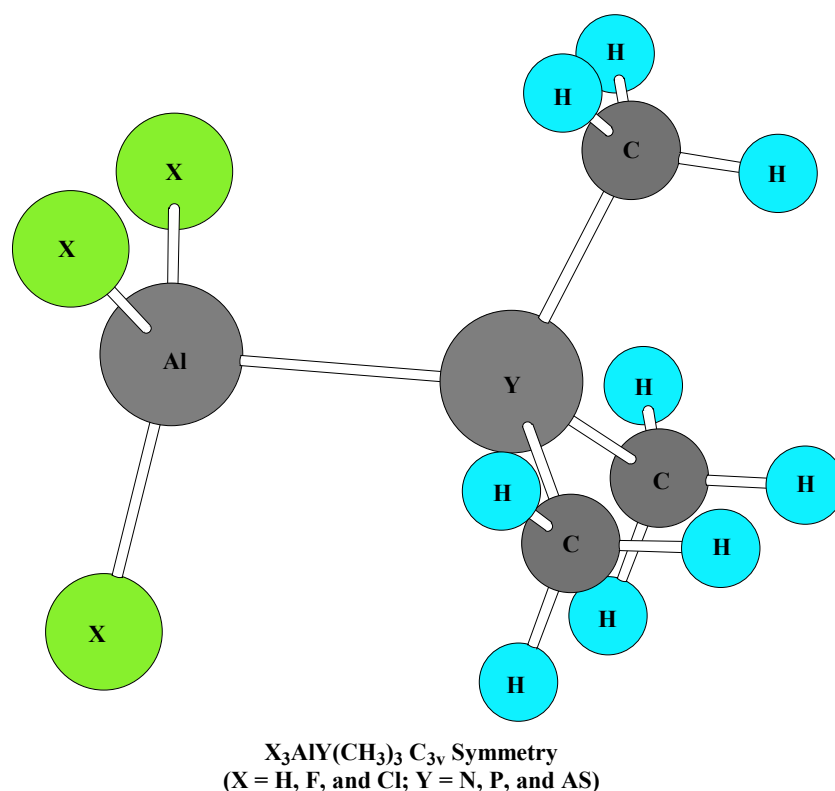 H
H
C
H
X
X
Al
Y
H
H
C
H
H
C
H
H
X
H
X₃AlY(CH₃)₃ C₃ᵥ Symmetry
(X = H, F, and Cl; Y = N, P, and AS)